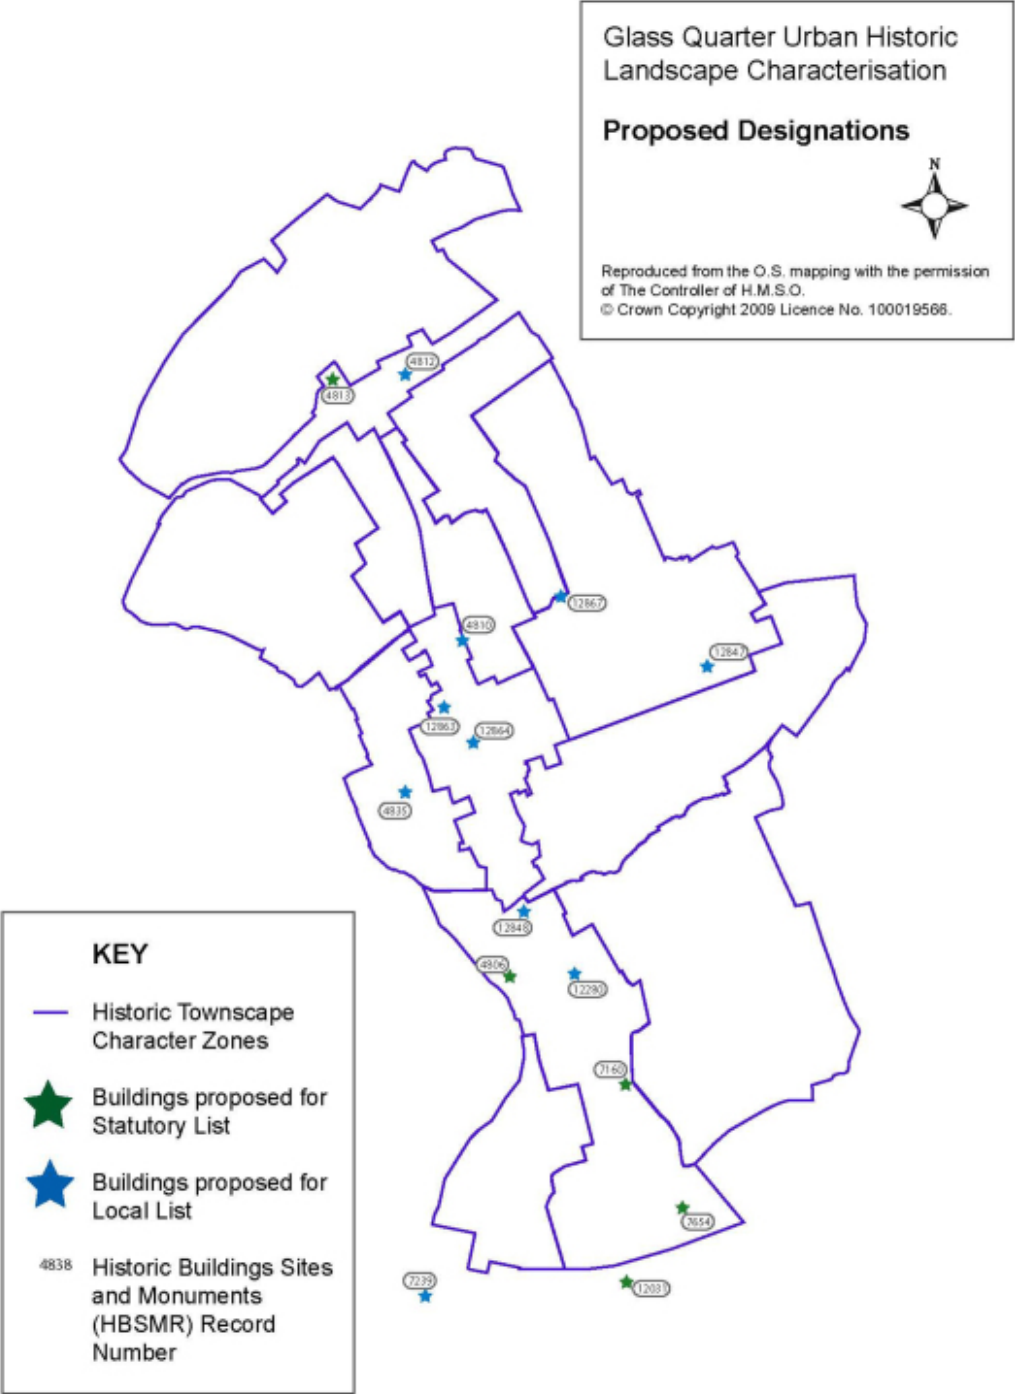 Glass Quarter Urban Historic
Landscape Characterisation
Proposed Designations
N
Reproduced from the O.S. mapping with the permission
of The Controller of H.M.S.O.
© Crown Copyright 2009 Licence No. 100019566.
4812
4813
12867
4810
12847
12863
12864
4835
12848
4806
12280
7160
7654
7239
12031
KEY
Historic Townscape
Character Zones
Buildings proposed for
Statutory List
Buildings proposed for
Local List
4838
Historic Buildings Sites
and Monuments
(HBSMR) Record
Number